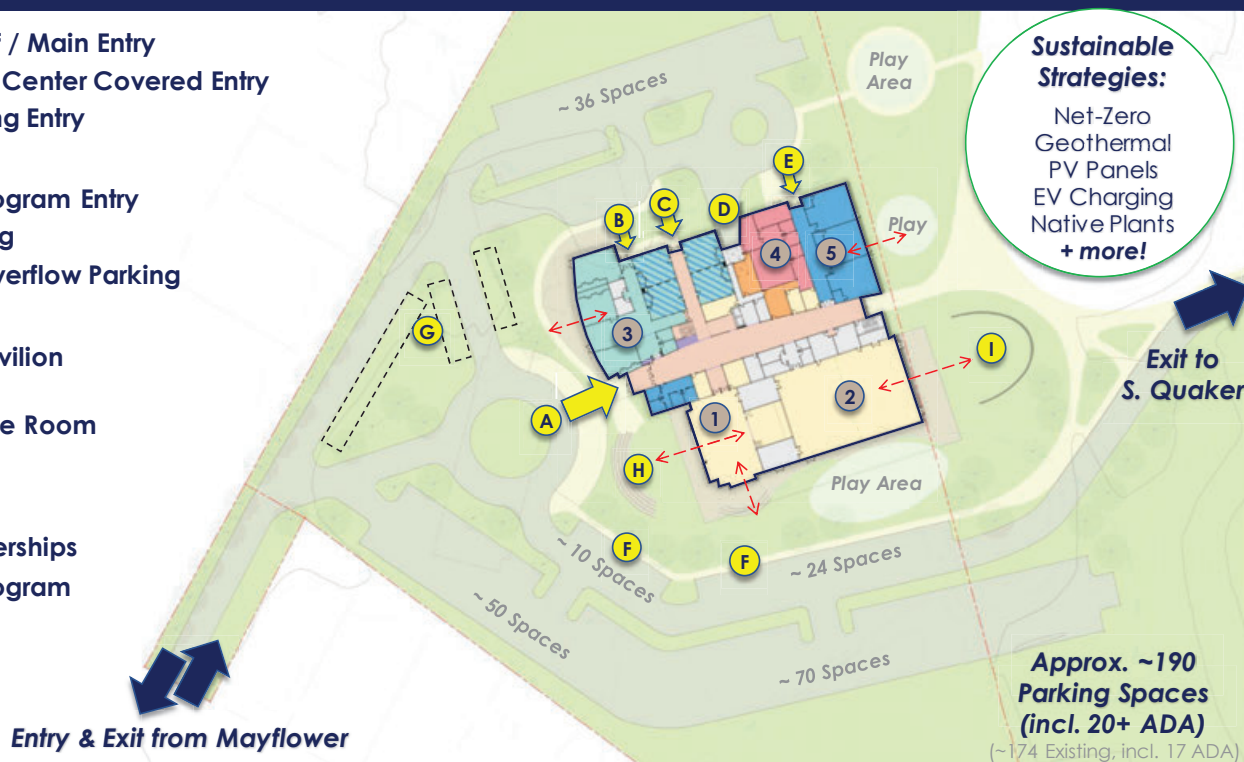 / Main Entry
Center Covered Entry
ng Entry
ogram Entry
g
verflow Parking
vilion
e Room
erships
ogram
~ 36 Spaces
Play
Area
Sustainable
Strategies:
Net-Zero
Geothermal
PV Panels
EV Charging
Native Plants
+ more!
E
B
C
D
4
5
Play
G
3
I
Exit to
S. Quaker
A
1
2
H
Play Area
F
F
~ 10 Spaces
~ 24 Spaces
~ 50 Spaces
~ 70 Spaces
Approx. ~190
Parking Spaces
(incl. 20+ ADA)
(~174 Existing, incl. 17 ADA)
Entry & Exit from Mayflower